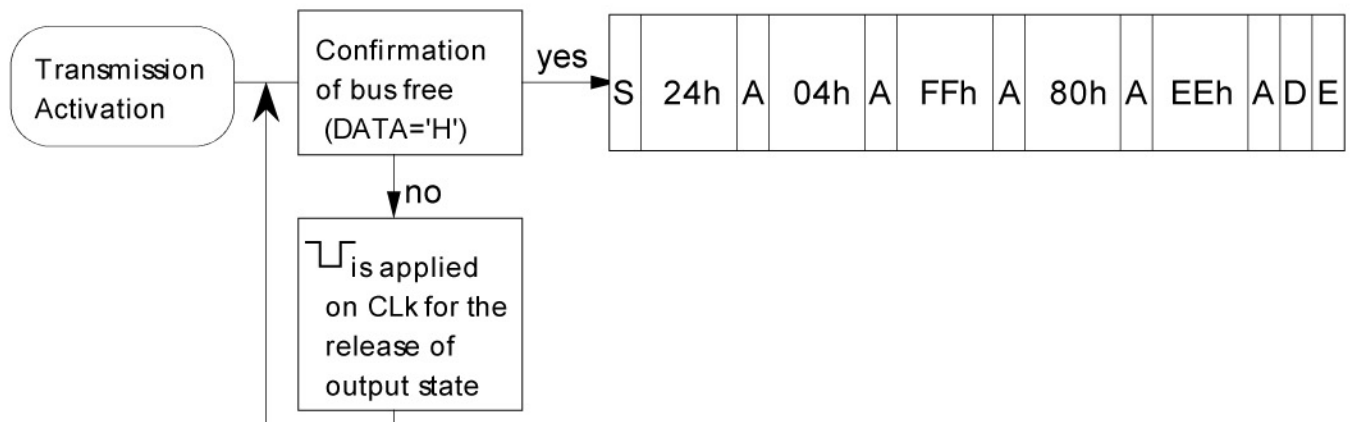 Transmission
Activation
Confirmation
of bus free
(DATA='H')
yes
S 24h A 04h A FFh A 80h A EEh A D E
no
is applied
on CLk for the
release of
output state